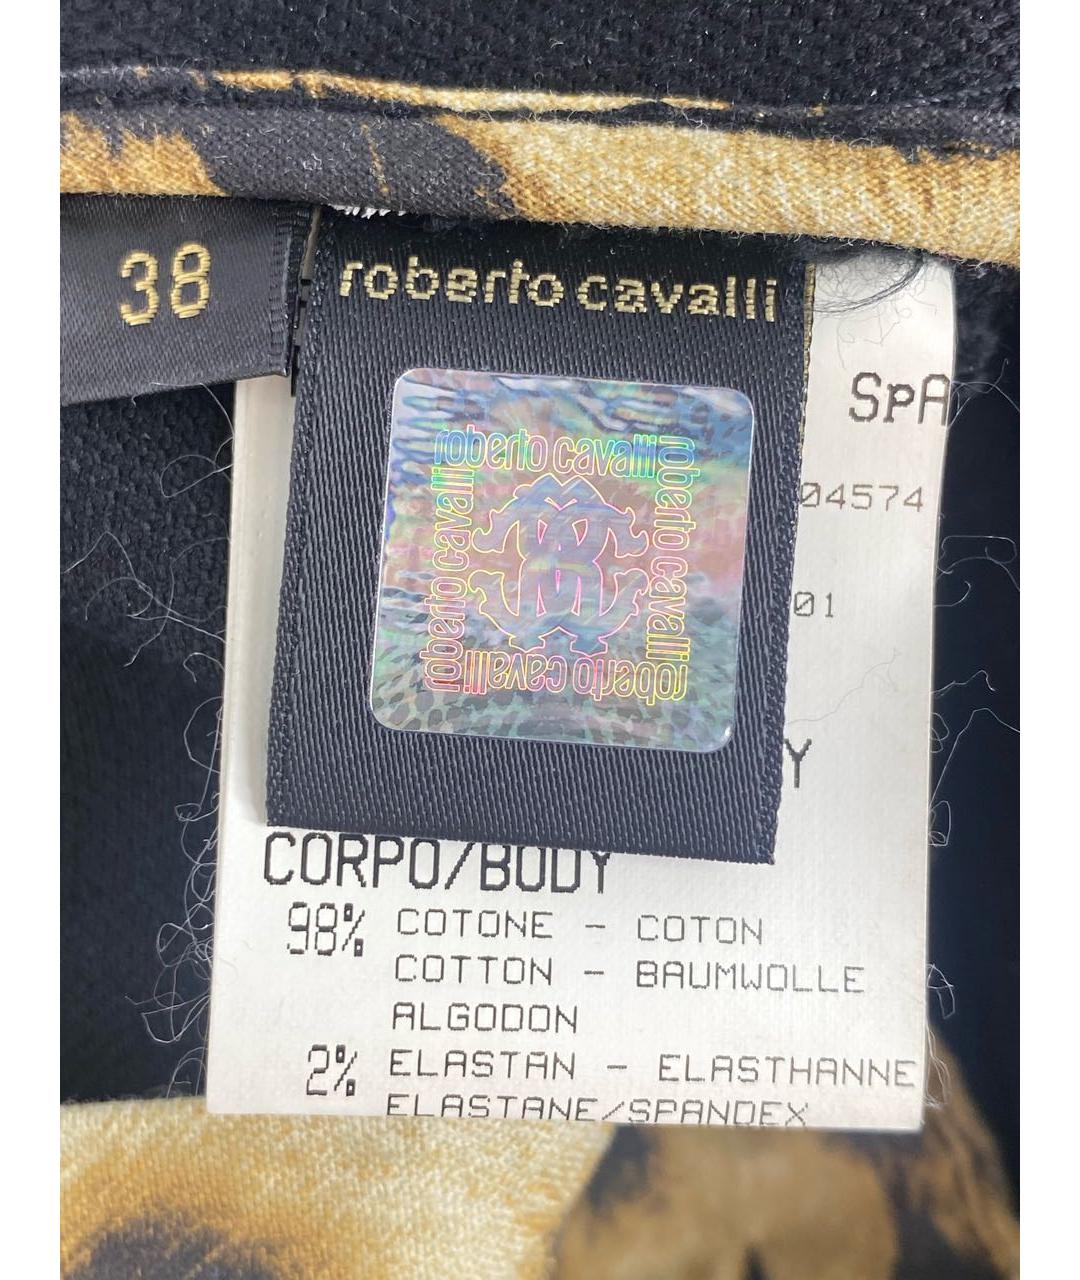 38
roberto cavalli
SpA
04574
01
roberto cavalli
roberto cavalli
roberto cavalli
roberto cavalli
Y
CORPO/BODY
98% COTONE - COTON
COTTON - BAUMWOLLE
ALGODON
2% ELASTAN - ELASTHANNE
ELASTANE/SPANDEX